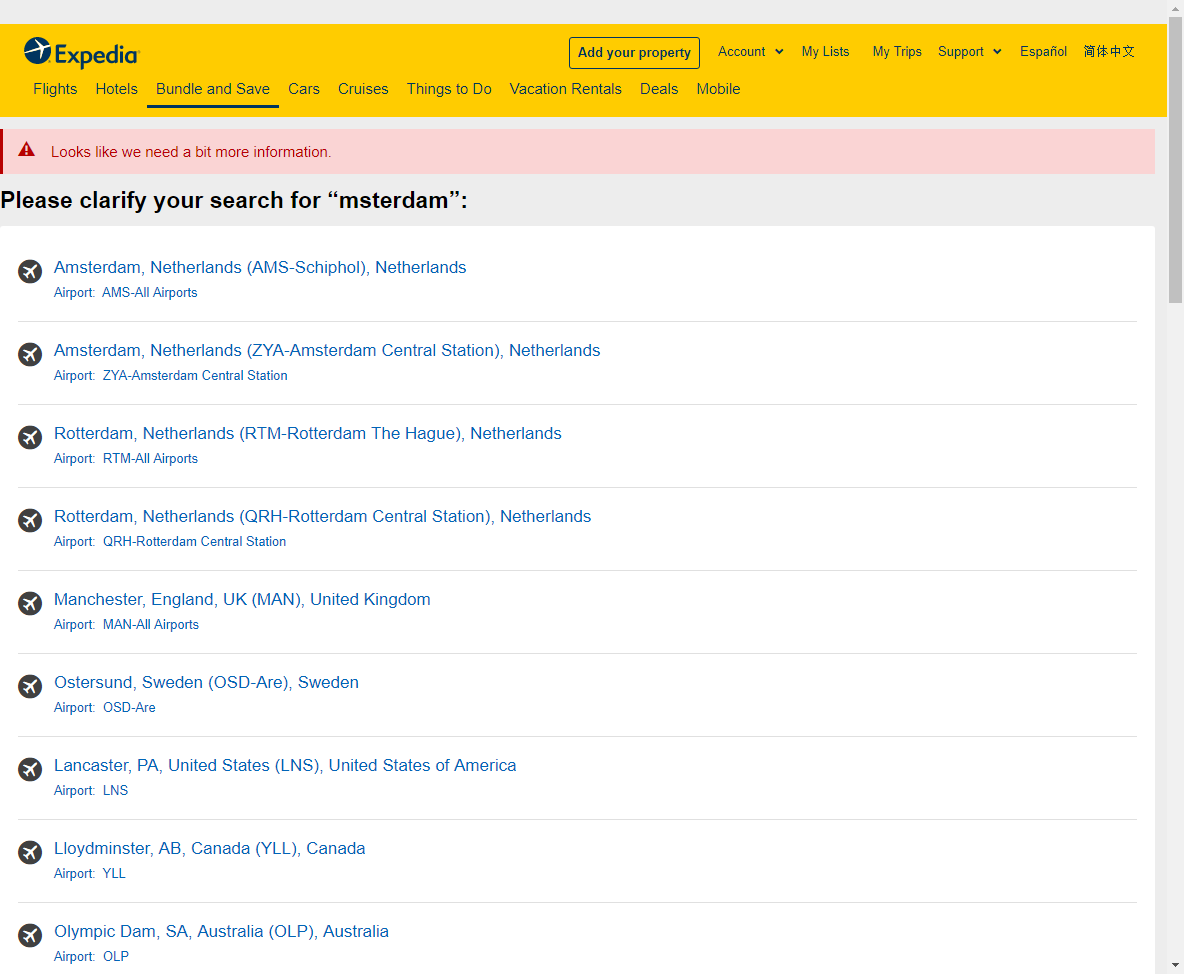 Expedia
Add your property
Account
My Lists
My Trips
Support
Español
简体中文
Flights
Hotels
Bundle and Save
Cars
Cruises
Things to Do
Vacation Rentals
Deals
Mobile
Looks like we need a bit more information.
Please clarify your search for “msterdam”:
Amsterdam, Netherlands (AMS-Schiphol), Netherlands
Airport: AMS-All Airports
Amsterdam, Netherlands (ZYA-Amsterdam Central Station), Netherlands
Airport: ZYA-Amsterdam Central Station
Rotterdam, Netherlands (RTM-Rotterdam The Hague), Netherlands
Airport: RTM-All Airports
Rotterdam, Netherlands (QRH-Rotterdam Central Station), Netherlands
Airport: QRH-Rotterdam Central Station
Manchester, England, UK (MAN), United Kingdom
Airport: MAN-All Airports
Ostersund, Sweden (OSD-Are), Sweden
Airport: OSD-Are
Lancaster, PA, United States (LNS), United States of America
Airport: LNS
Lloydminster, AB, Canada (YLL), Canada
Airport: YLL
Olympic Dam, SA, Australia (OLP), Australia
Airport: OLP